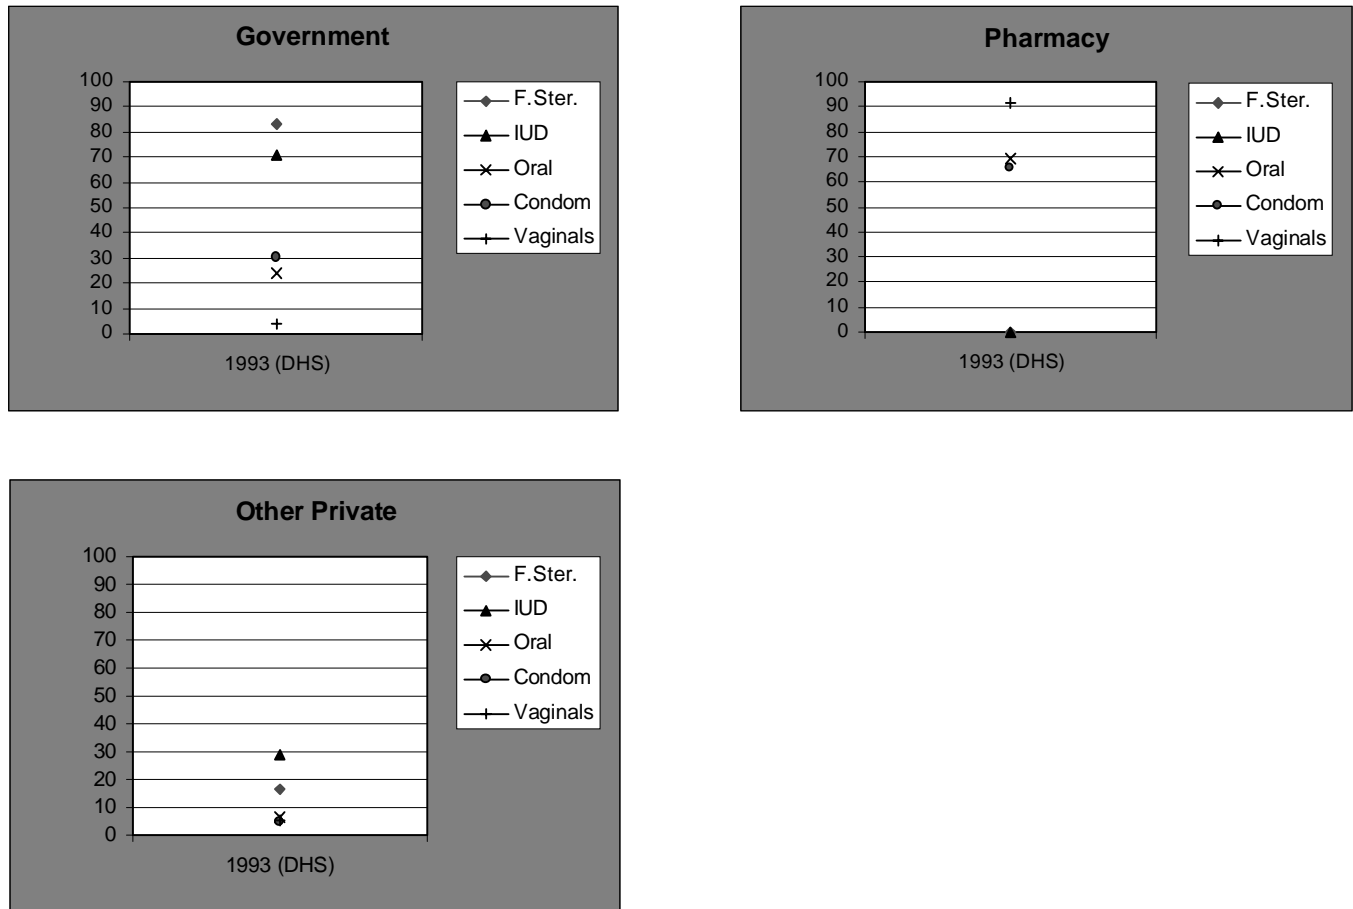 Government
100
90
80
70
60
50
40
30
20
10
0
1993 (DHS)
F.Ster.
IUD
Oral
Condom
Vaginals
Pharmacy
100
90
80
70
60
50
40
30
20
10
0
1993 (DHS)
F.Ster.
IUD
Oral
Condom
Vaginals
Other Private
100
90
80
70
60
50
40
30
20
10
0
1993 (DHS)
F.Ster.
IUD
Oral
Condom
Vaginals